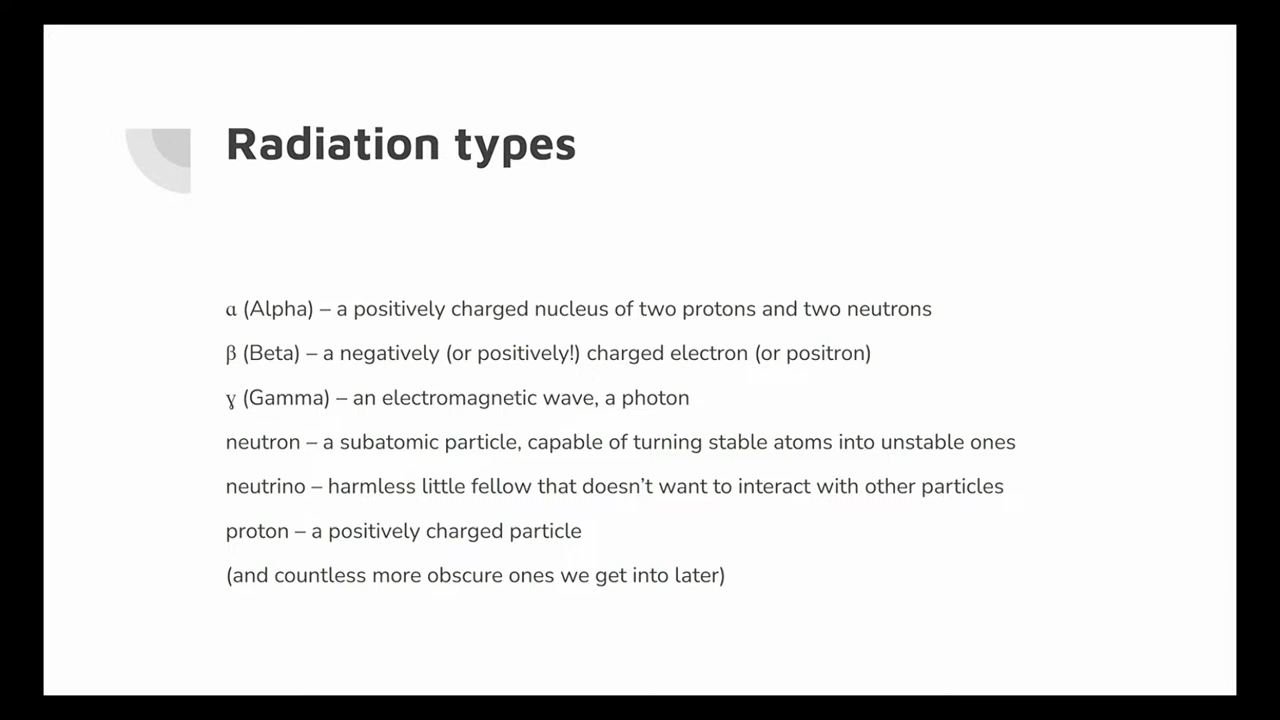 Radiation types
α (Alpha) – a positively charged nucleus of two protons and two neutrons
β (Beta) – a negatively (or positively!) charged electron (or positron)
ɣ (Gamma) – an electromagnetic wave, a photon
neutron – a subatomic particle, capable of turning stable atoms into unstable ones
neutrino – harmless little fellow that doesn’t want to interact with other particles
proton – a positively charged particle
(and countless more obscure ones we get into later)